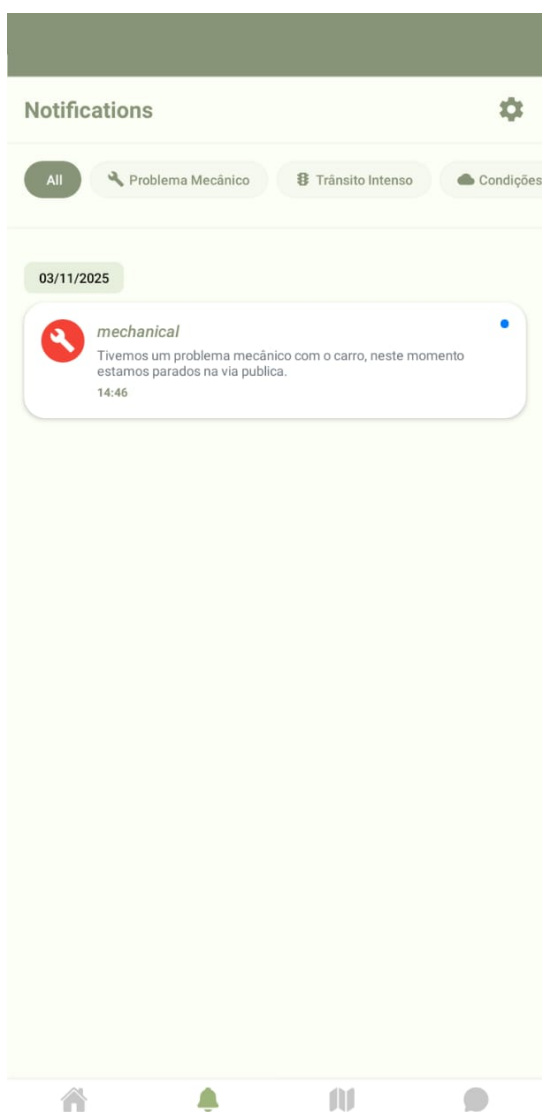 Notifications
All
Problema Mecânico
Trânsito Intenso
Condições
03/11/2025
mechanical
Tivemos um problema mecânico com o carro, neste momento
estamos parados na via publica.
14:46